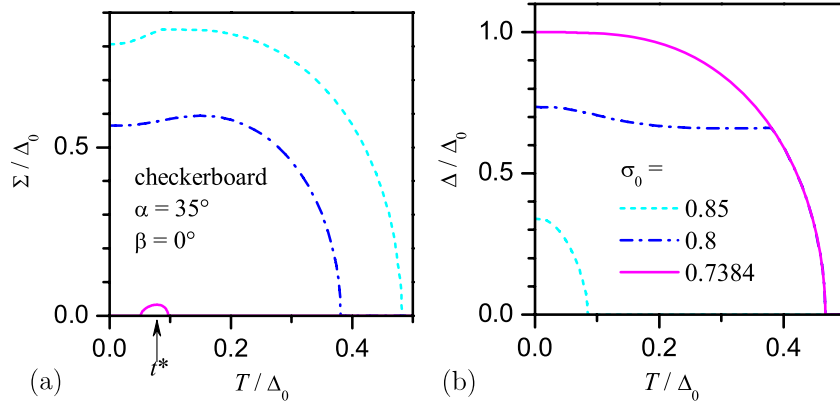 Σ / Δ₀
0.5
0.0
checkerboard
α = 35°
β = 0°
0.0
0.2
0.4
t*
(a)
T / Δ₀
Δ / Δ₀
1.0
0.5
0.0
σ₀ =
0.85
0.8
0.7384
0.0
0.2
0.4
(b)
T / Δ₀